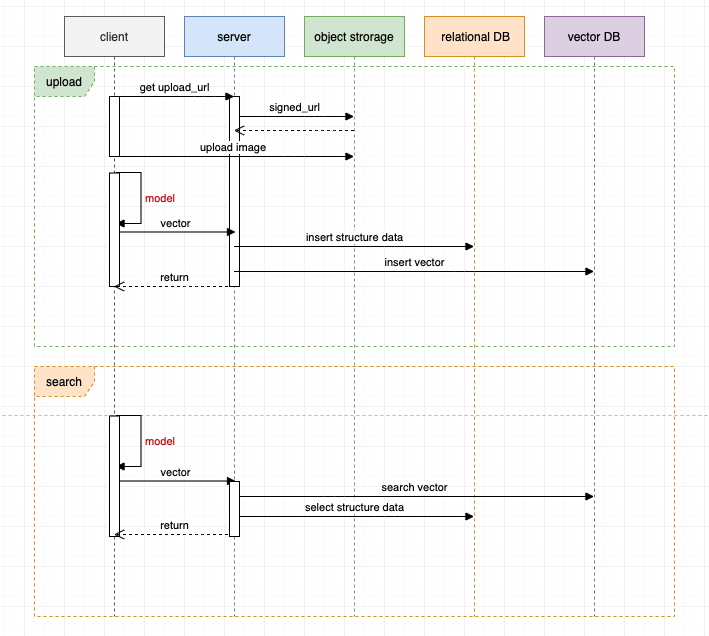 client
server
object strorage
relational DB
vector DB
upload
get upload_url
signed_url
upload image
model
vector
insert structure data
insert vector
return
search
model
vector
search vector
select structure data
return